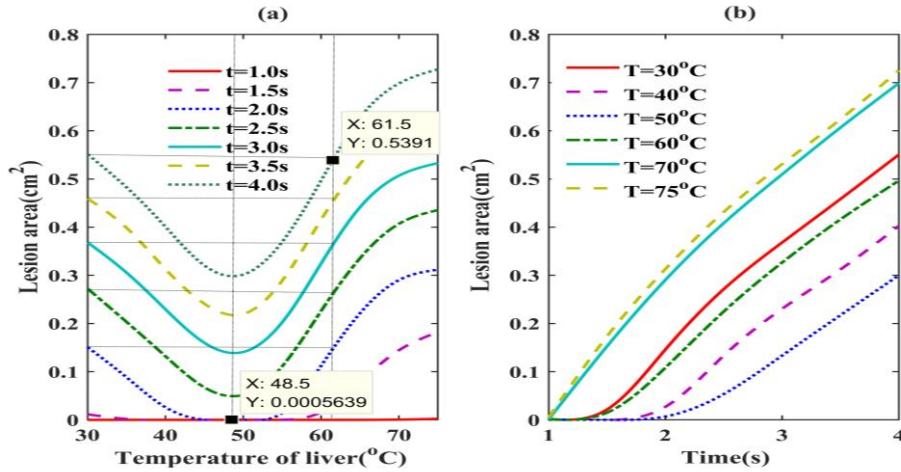 (a)
Lesion area(cm2)
0.8
0.7
0.6
0.5
0.4
0.3
0.2
0.1
0
t=1.0s
t=1.5s
t=2.0s
t=2.5s
t=3.0s
t=3.5s
t=4.0s
X: 61.5
Y: 0.5391
X: 48.5
Y: 0.0005639
30 40 50 60 70
Temperature of liver(oC)
(b)
Lesion area(cm2)
0.8
0.7
0.6
0.5
0.4
0.3
0.2
0.1
0
T=30oC
T=40oC
T=50oC
T=60oC
T=70oC
T=75oC
1 2 3 4
Time(s)